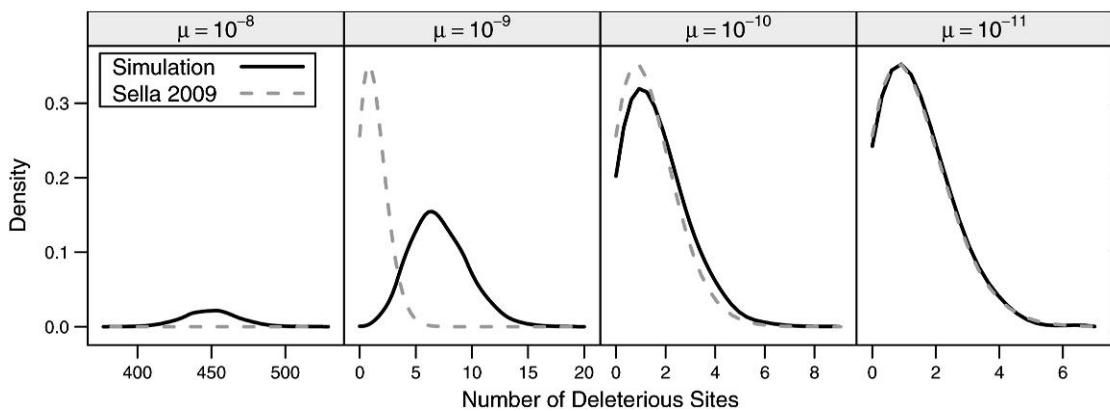 μ = 10⁻⁸ μ = 10⁻⁹ μ = 10⁻¹⁰ μ = 10⁻¹¹
Simulation
Sella 2009
0.3
0.2
0.1
0.0
Density
400 450 500 0 5 10 15 20 0 2 4 6 8 0 2 4 6
Number of Deleterious Sites